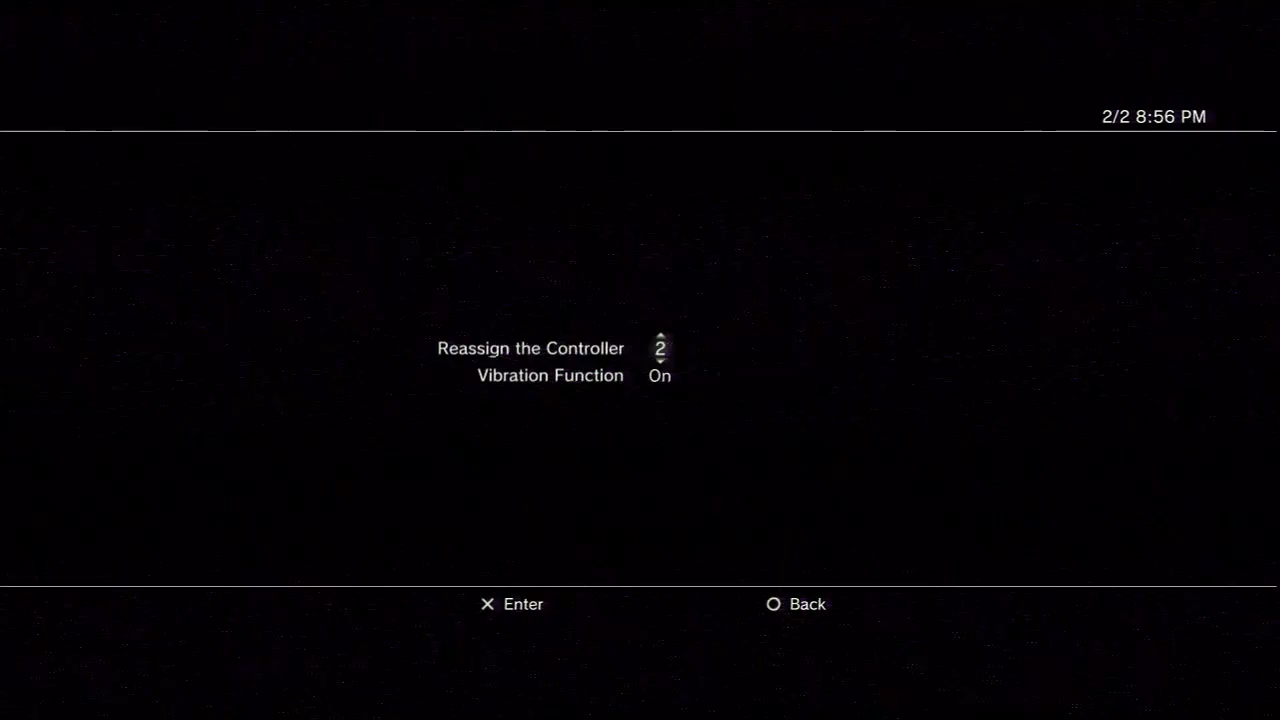 2/2 8:56 PM
Reassign the Controller 2
Vibration Function On
Enter
Back